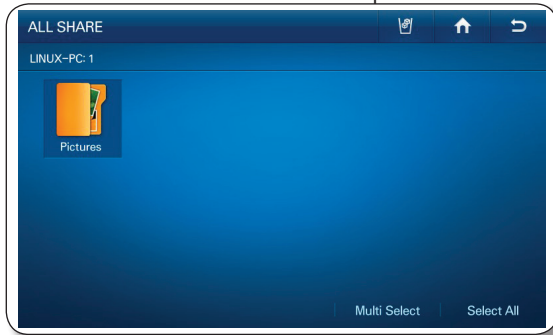 ALL SHARE
LINUX-PC: 1
Pictures
Multi Select Select All